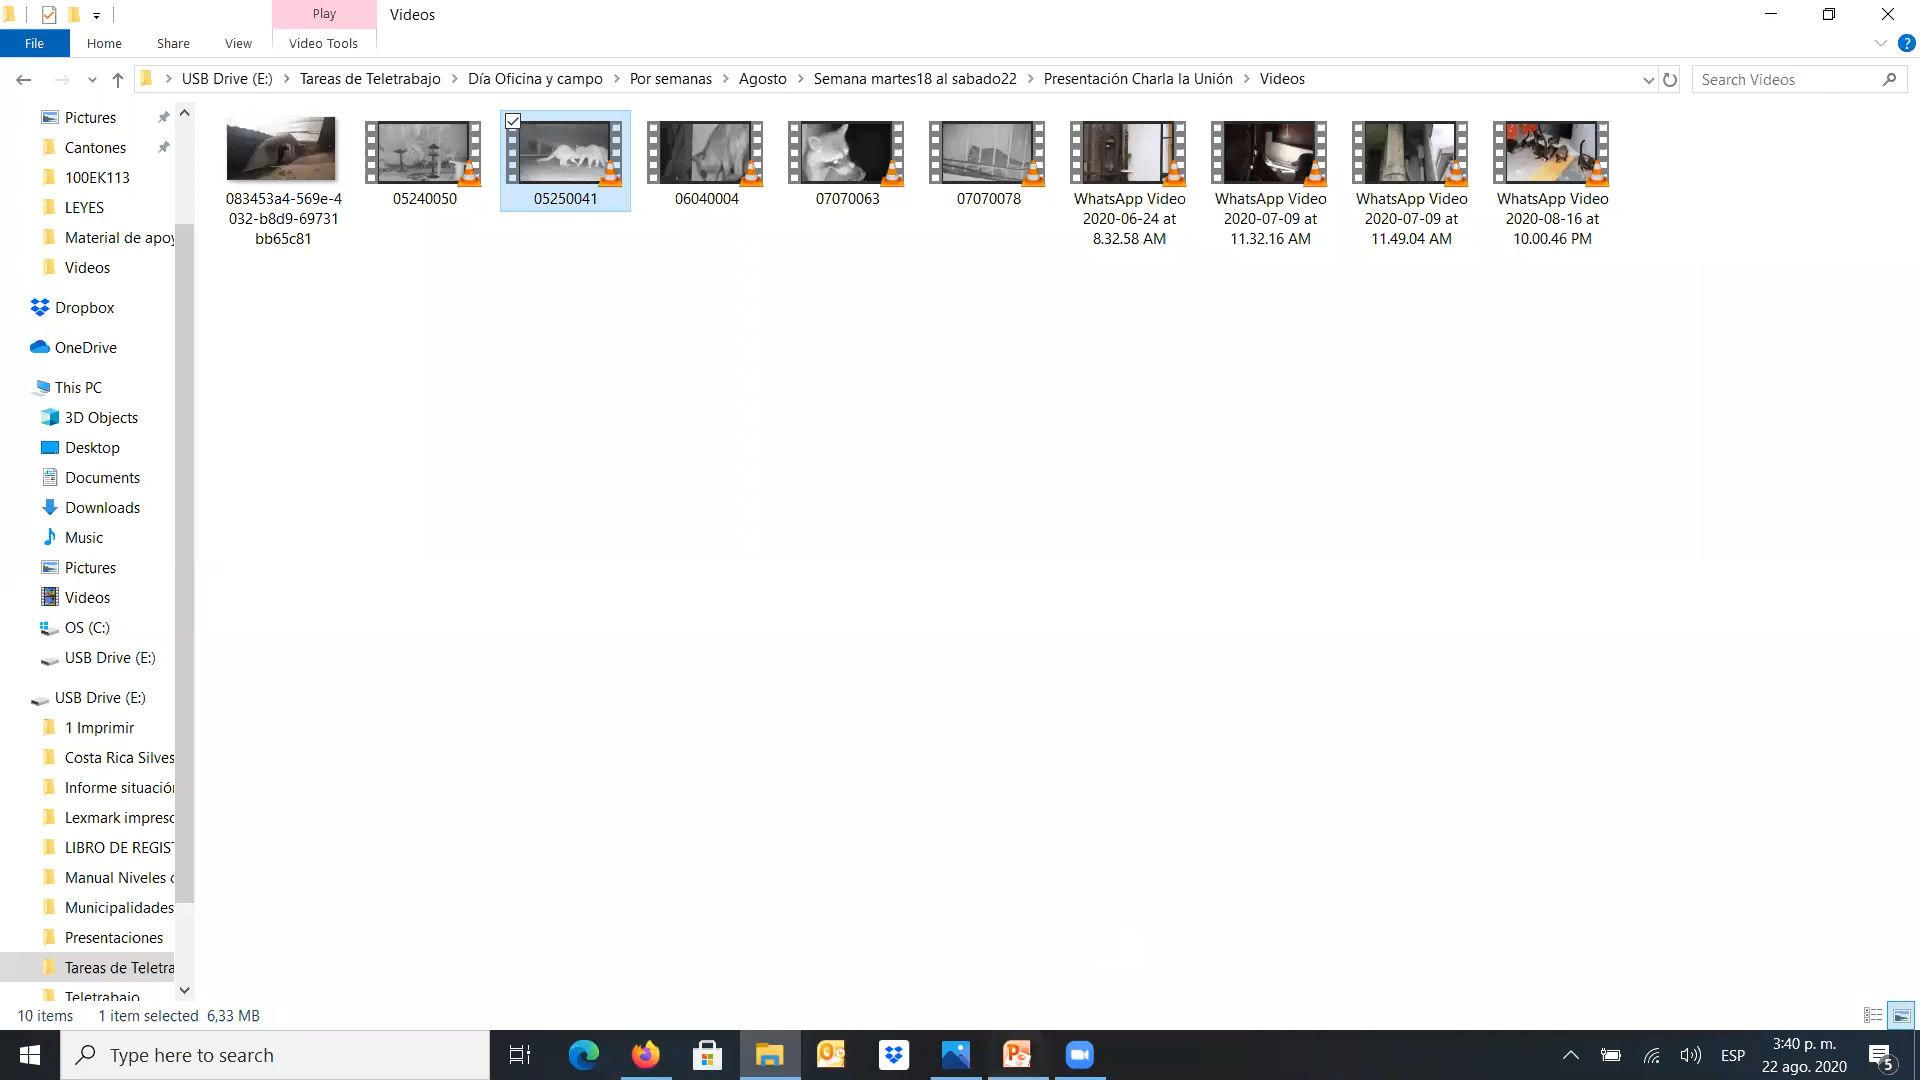 Play
Videos
File
Home
Share
View
Video Tools
USB Drive (E:)
Tareas de Teletrabajo
Día Oficina y campo
Por semanas
Agosto
Semana martes18 al sabado22
Presentación Charla la Unión
Videos
Search Videos
Pictures
Cantones
100EK113
LEYES
Material de apoy
Videos
Dropbox
OneDrive
This PC
3D Objects
Desktop
Documents
Downloads
Music
Pictures
Videos
OS (C:)
USB Drive (E:)
USB Drive (E:)
1 Imprimir
Costa Rica Silves
Informe situación
Lexmark impreso
LIBRO DE REGIST
Manual Niveles d
Municipalidades
Presentaciones
Tareas de Teletra
Teletrabajo
083453a4-569e-4
032-b8d9-69731
bb65c81
05240050
05250041
06040004
07070063
07070078
WhatsApp Video
2020-06-24 at
8.32.58 AM
WhatsApp Video
2020-07-09 at
11.32.16 AM
WhatsApp Video
2020-07-09 at
11.49.04 AM
WhatsApp Video
2020-08-16 at
10.00.46 PM
10 items
1 item selected 6,33 MB
Type here to search
ESP
3:40 p. m.
22 ago. 2020
5